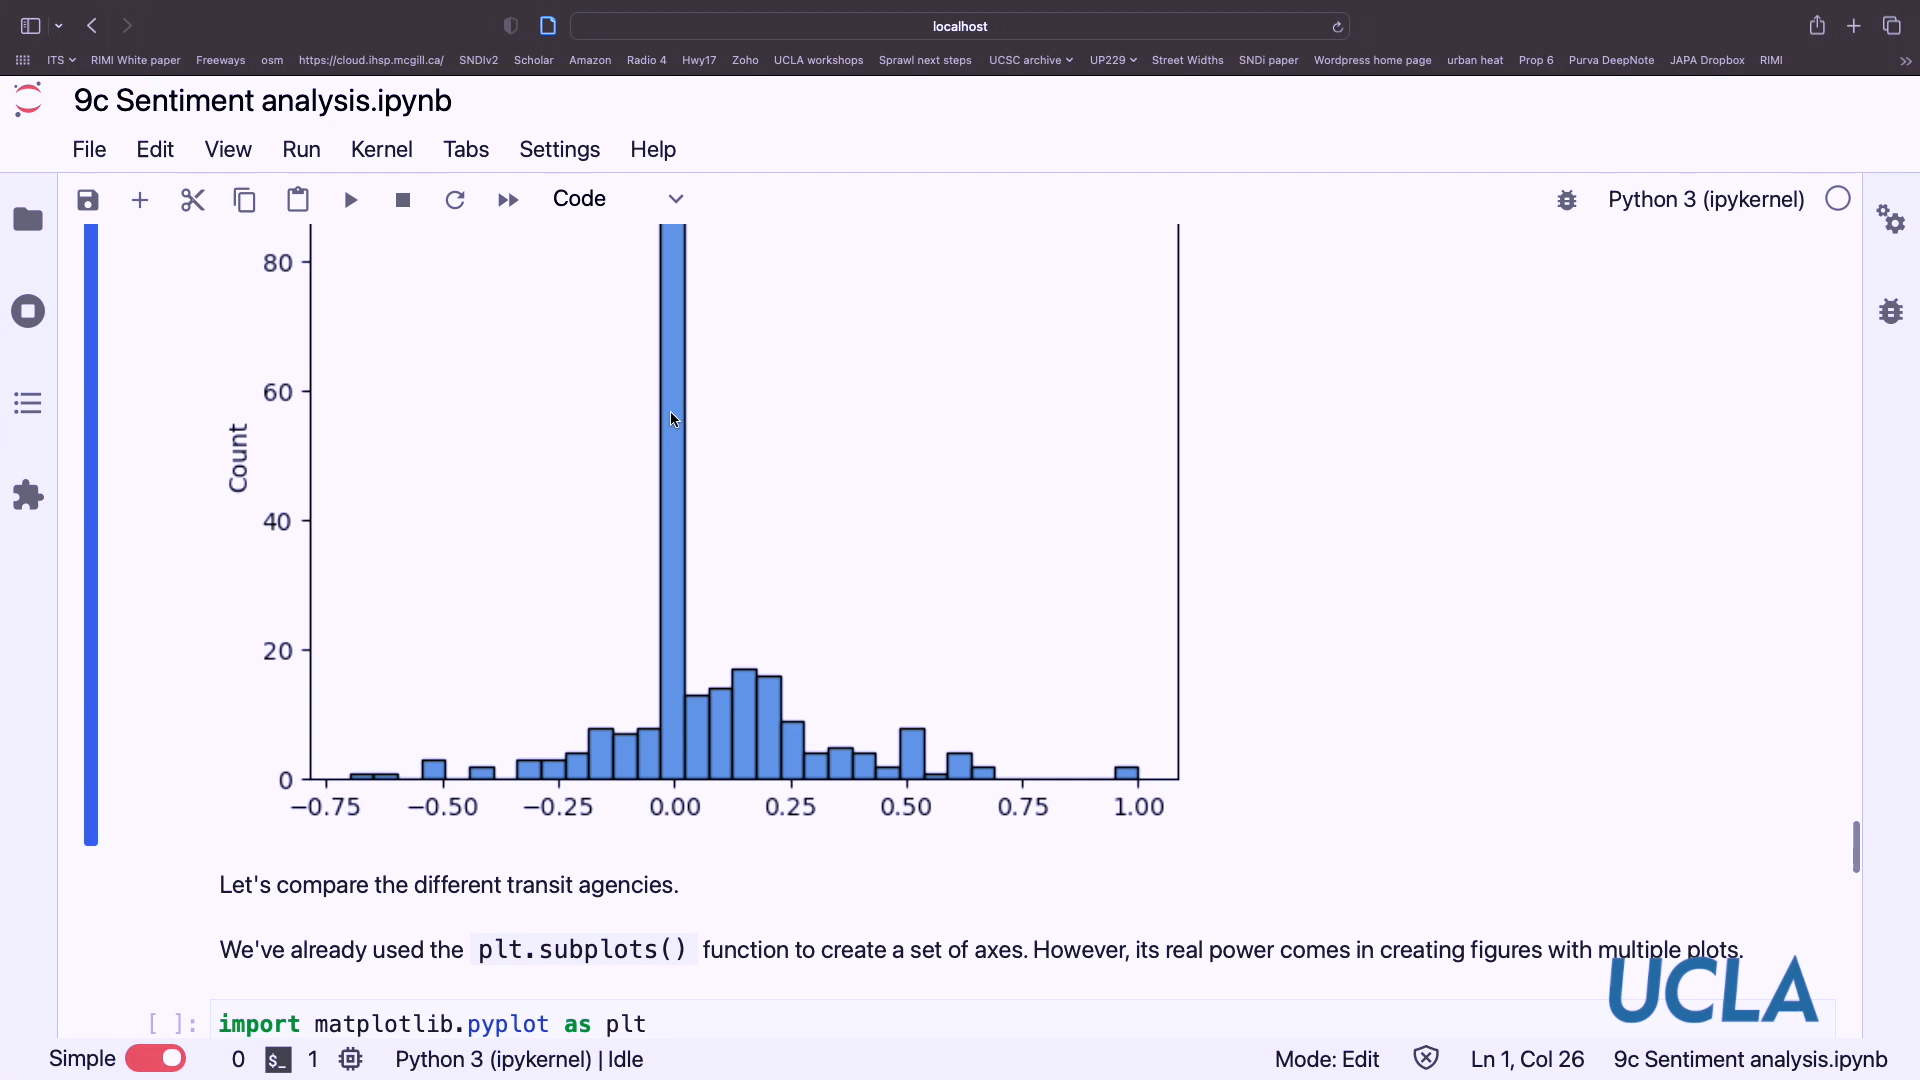 localhost
ITS RIMI White paper Freeways osm https://cloud.ihsp.mcgill.ca/ SNDIv2 Scholar Amazon Radio 4 Hwy17 Zoho UCLA workshops Sprawl next steps UCSC archive UP229 Street Widths SNDi paper Wordpress home page urban heat Prop 6 Purva DeepNote JAPA Dropbox RIMI
9c Sentiment analysis.ipynb
File Edit View Run Kernel Tabs Settings Help
Code Python 3 (ipykernel)
80
60
Count
40
20
0
−0.75 −0.50 −0.25 0.00 0.25 0.50 0.75 1.00
Let's compare the different transit agencies.
We've already used the plt.subplots() function to create a set of axes. However, its real power comes in creating figures with multiple plots.
UCLA
[ ]: import matplotlib.pyplot as plt
Simple 0 $_ 1 Python 3 (ipykernel) | Idle Mode: Edit Ln 1, Col 26 9c Sentiment analysis.ipynb